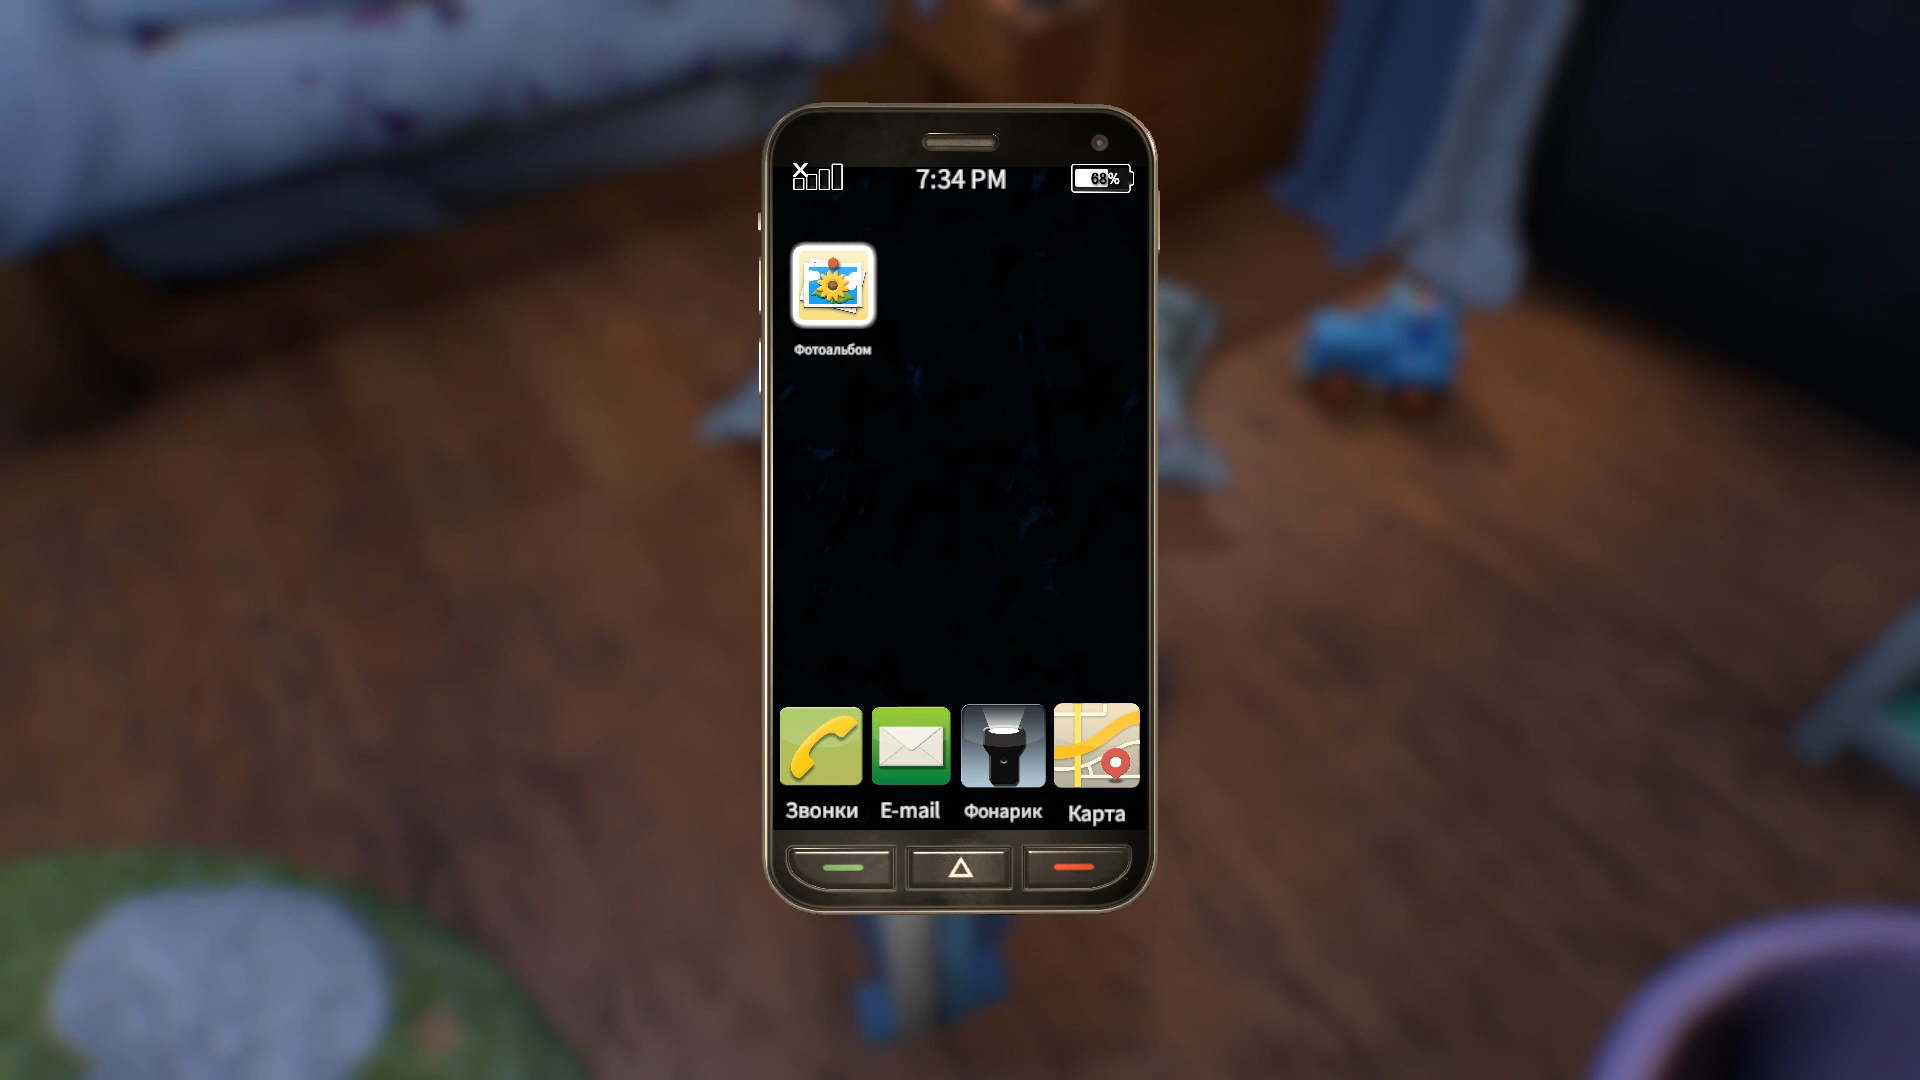 7:34 PM
68%
Фотоальбом
Звонки
E-mail
Фонарик
Карта